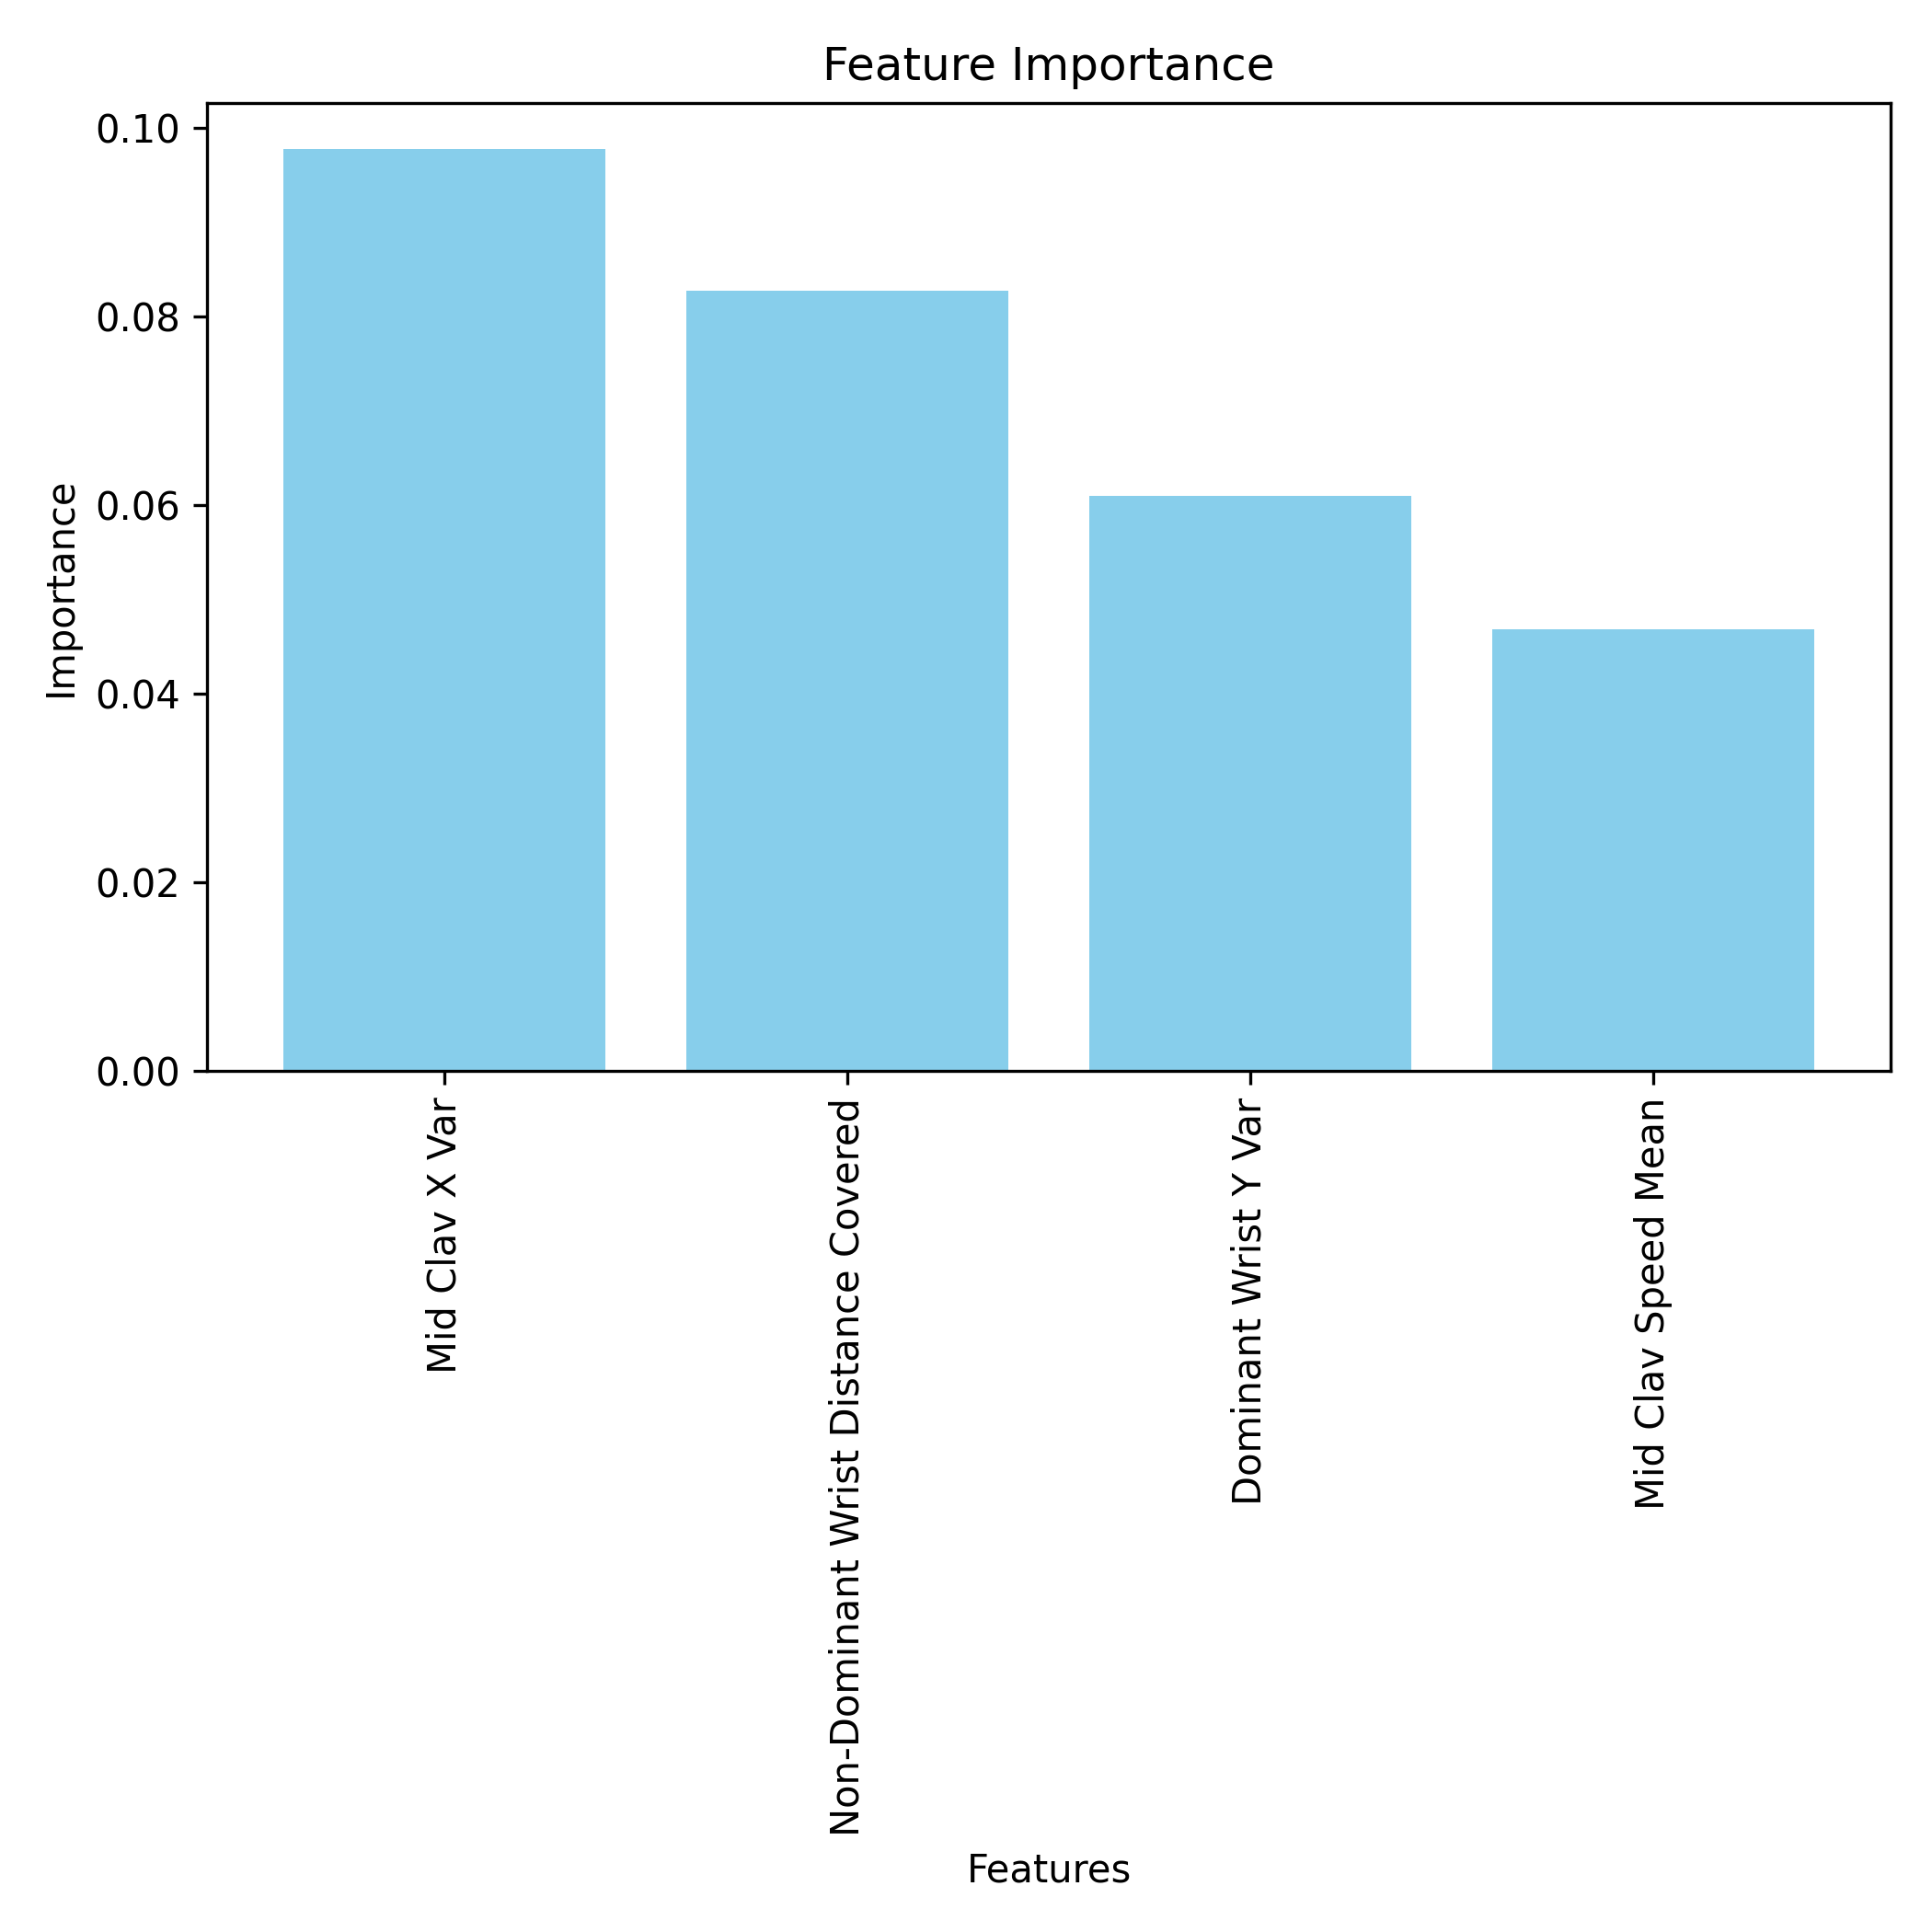 Feature Importance
Importance
0.10
0.08
0.06
0.04
0.02
0.00
Mid Clav X Var
Non-Dominant Wrist Distance Covered
Dominant Wrist Y Var
Mid Clav Speed Mean
Features